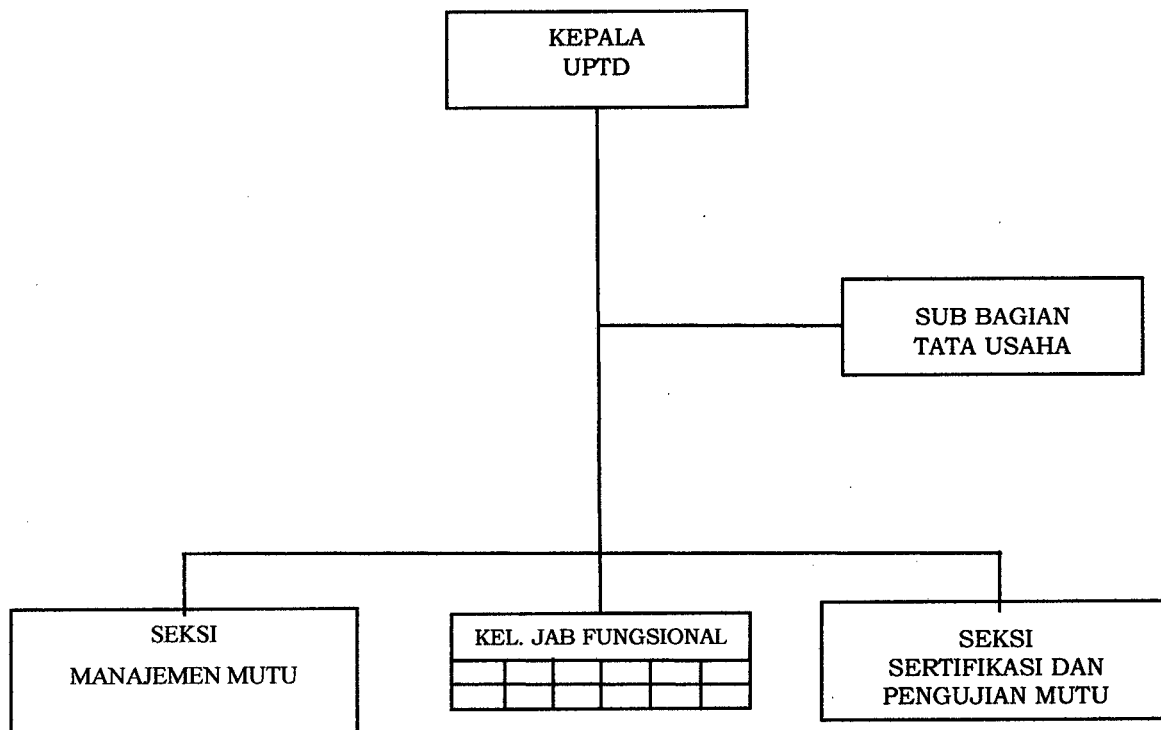 KEPALA
UPTD
SUB BAGIAN
TATA USAHA
SEKSI
MANAJEMEN MUTU
KEL. JAB FUNGSIONAL
SEKSI
SERTIFIKASI DAN
PENGUJIAN MUTU